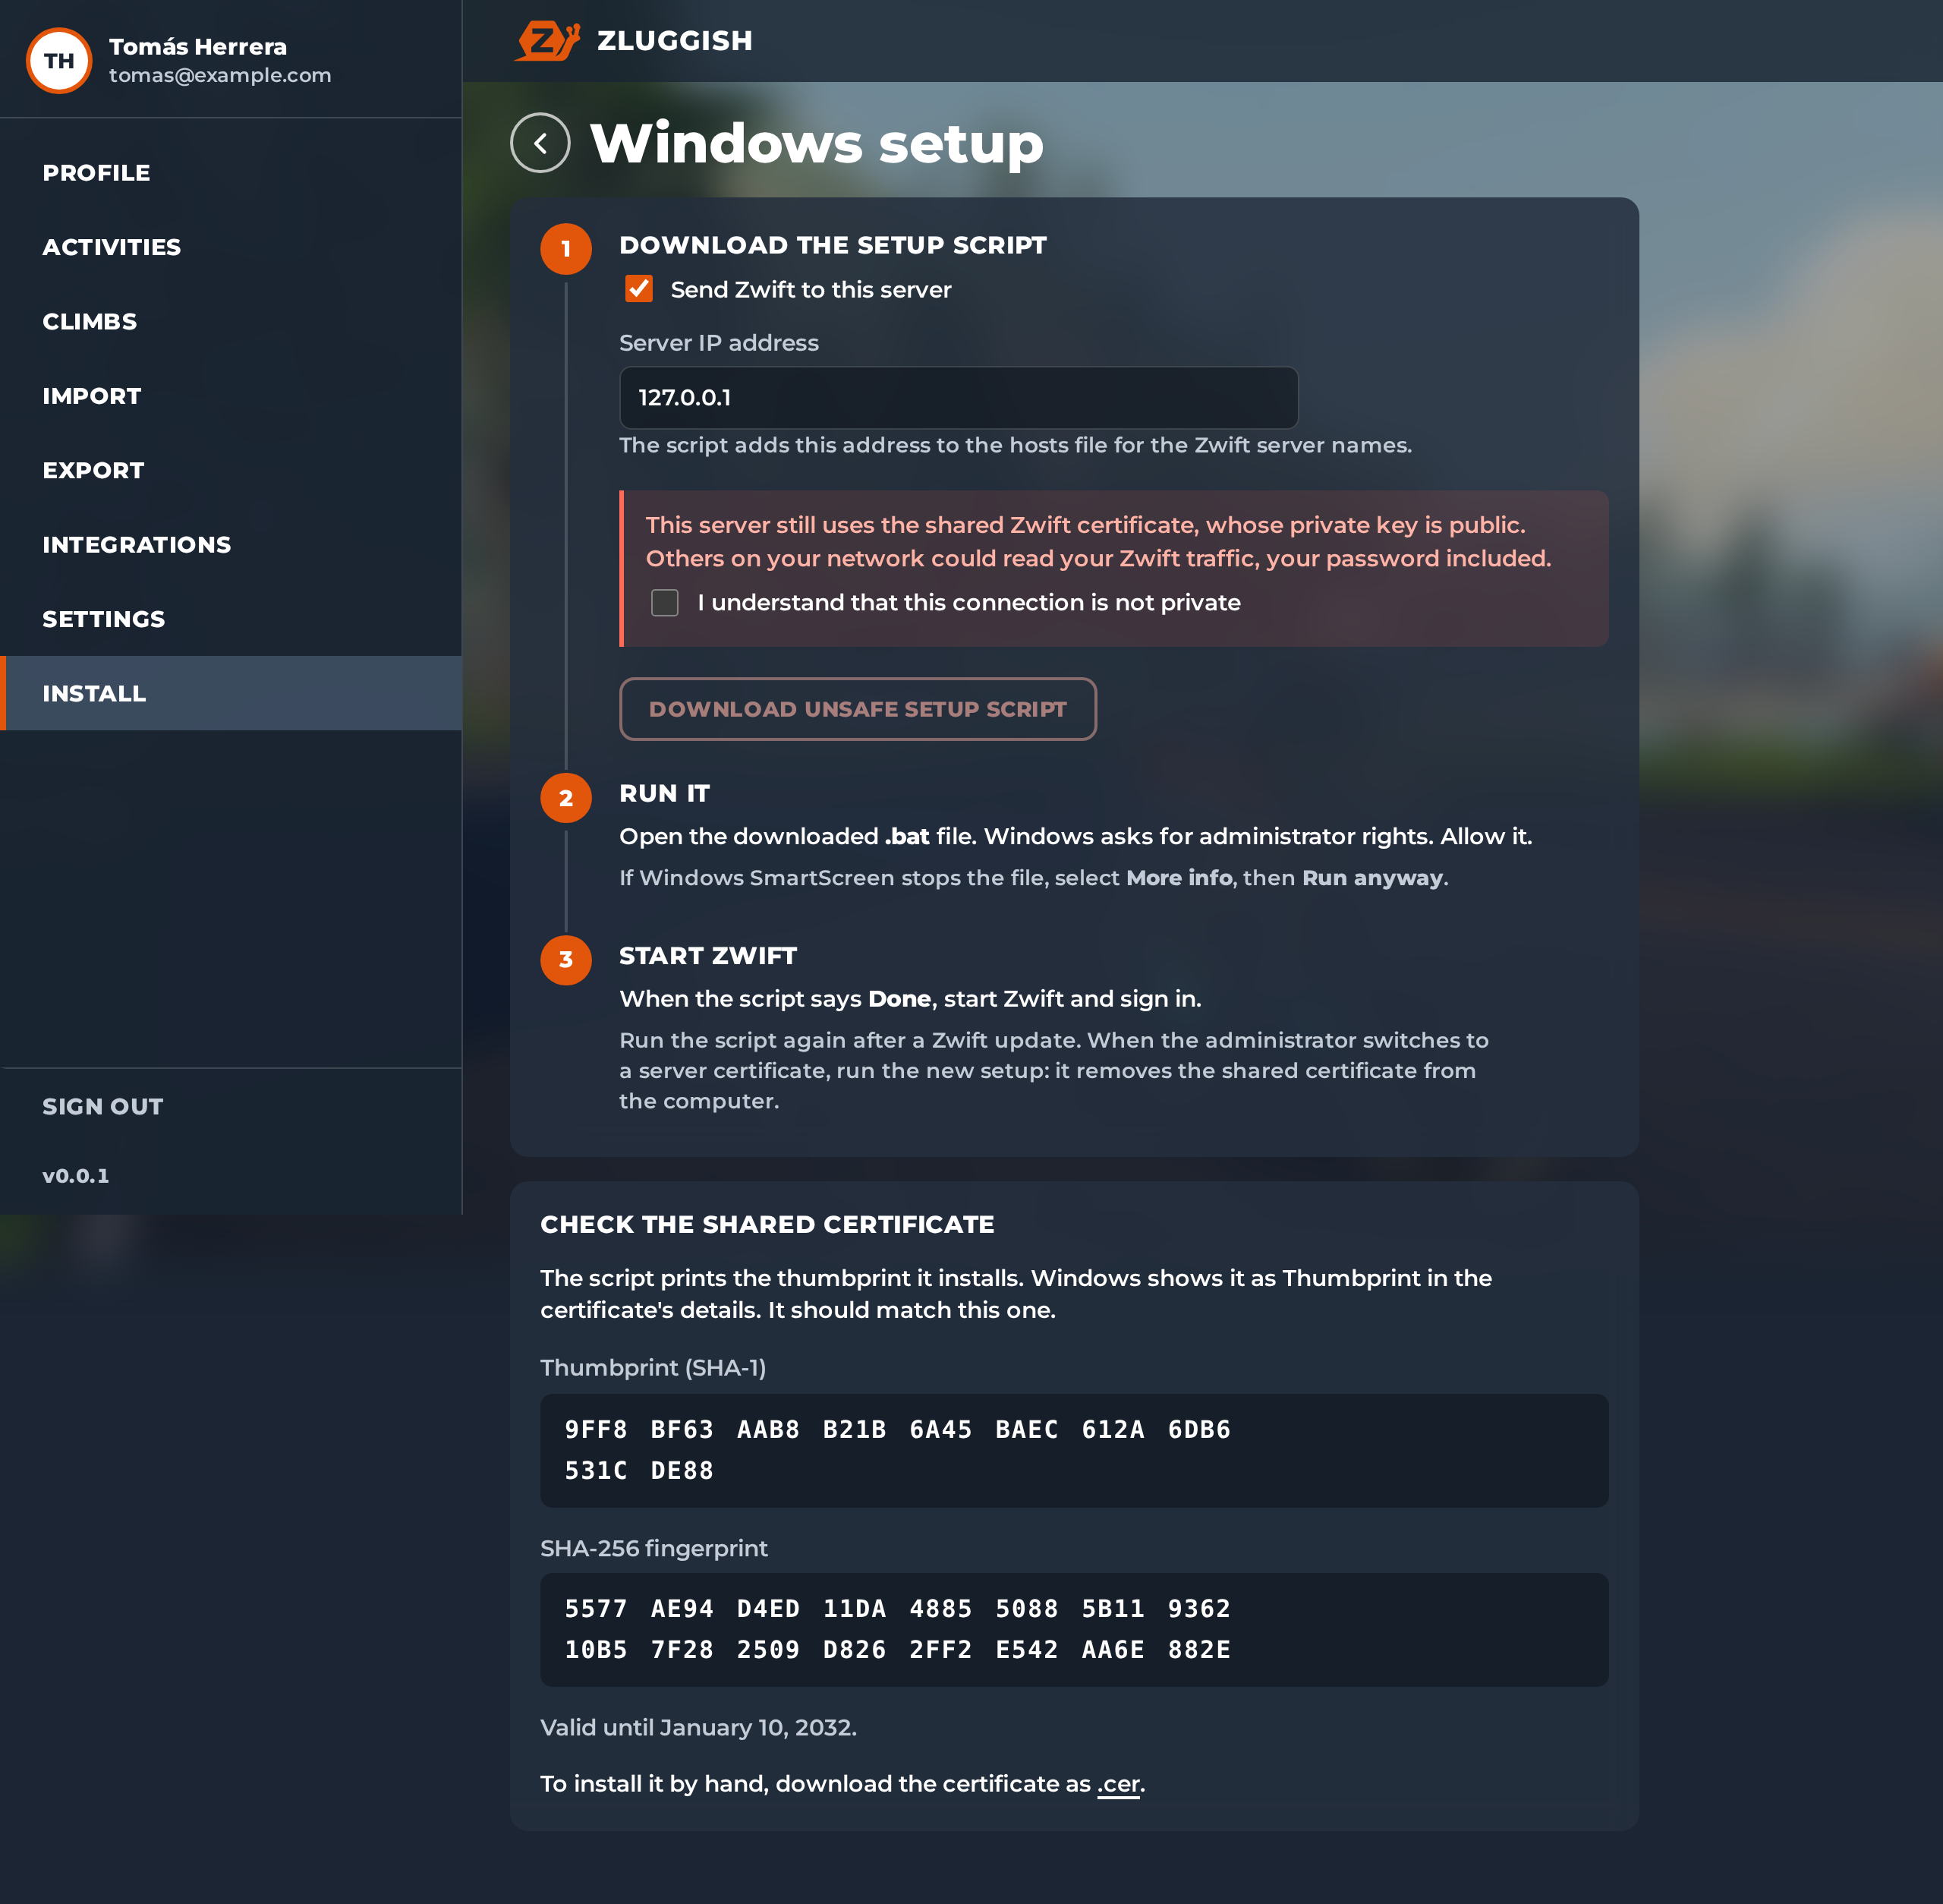 TH
Tomás Herrera
tomas@example.com
PROFILE
ACTIVITIES
CLIMBS
IMPORT
EXPORT
INTEGRATIONS
SETTINGS
INSTALL
SIGN OUT
v0.0.1
Z ZLUGGISH
Windows setup
1 DOWNLOAD THE SETUP SCRIPT
Send Zwift to this server
Server IP address
127.0.0.1
The script adds this address to the hosts file for the Zwift server names.
This server still uses the shared Zwift certificate, whose private key is public.
Others on your network could read your Zwift traffic, your password included.
I understand that this connection is not private
DOWNLOAD UNSAFE SETUP SCRIPT
2 RUN IT
Open the downloaded .bat file. Windows asks for administrator rights. Allow it.
If Windows SmartScreen stops the file, select More info, then Run anyway.
3 START ZWIFT
When the script says Done, start Zwift and sign in.
Run the script again after a Zwift update. When the administrator switches to
a server certificate, run the new setup: it removes the shared certificate from
the computer.
CHECK THE SHARED CERTIFICATE
The script prints the thumbprint it installs. Windows shows it as Thumbprint in the
certificate's details. It should match this one.
Thumbprint (SHA-1)
9FF8 BF63 AAB8 B21B 6A45 BAEC 612A 6DB6
531C DE88
SHA-256 fingerprint
5577 AE94 D4ED 11DA 4885 5088 5B11 9362
10B5 7F28 2509 D826 2FF2 E542 AA6E 882E
Valid until January 10, 2032.
To install it by hand, download the certificate as .cer.